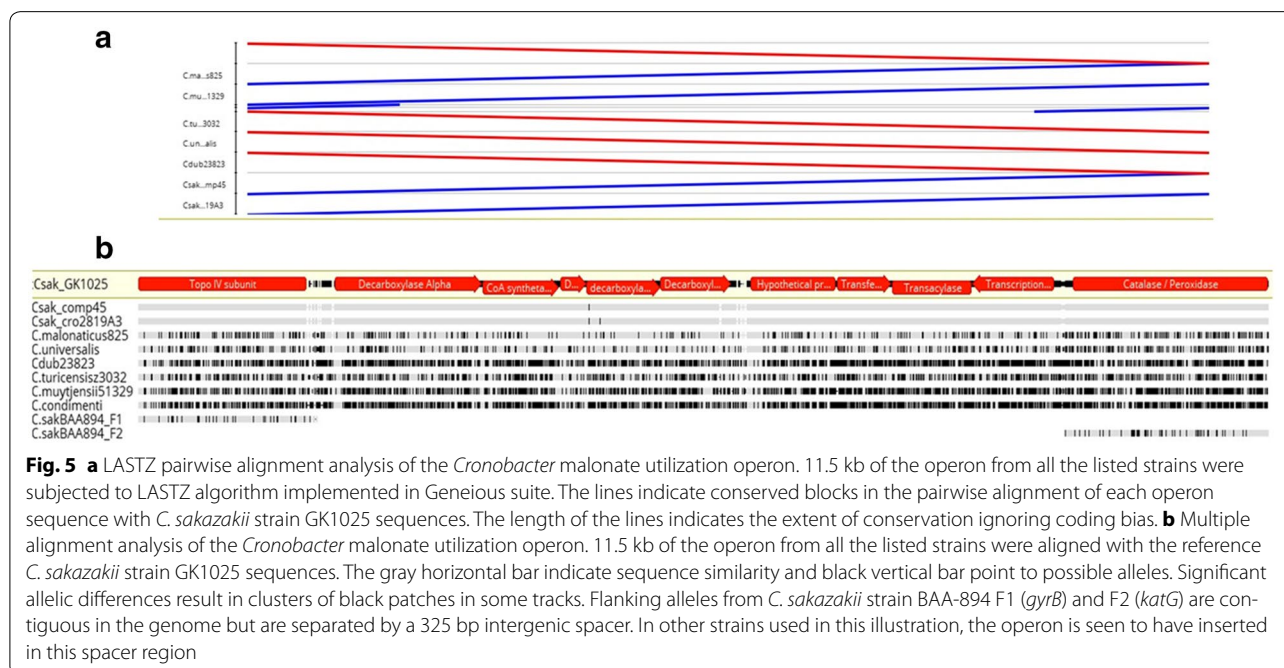 a
C.ma...s825
C.mu...1329
C.tu...3032
C.un...alis
Cdub23823
Csak...mp45
Csak...19A3
b
:Csak_GK1025
Topo IV subunit
Decarboxylase Alpha
CoA syntheta...
D...
decarboxyla...
Decarboxyl...
Hypothetical pr...
Transfe...
Transacylase
Transcription...
Catalase / Peroxidase
Csak_comp45
Csak_cro2819A3
C.malonaticus825
C.universalis
Cdub23823
C.turicensisz3032
C.muytjensii51329
C.condimenti
C.sakBAA894_F1
C.sakBAA894_F2
Fig. 5 a LASTZ pairwise alignment analysis of the Cronobacter malonate utilization operon. 11.5 kb of the operon from all the listed strains were
subjected to LASTZ algorithm implemented in Geneious suite. The lines indicate conserved blocks in the pairwise alignment of each operon
sequence with C. sakazakii strain GK1025 sequences. The length of the lines indicates the extent of conservation ignoring coding bias. b Multiple
alignment analysis of the Cronobacter malonate utilization operon. 11.5 kb of the operon from all the listed strains were aligned with the reference
C. sakazakii strain GK1025 sequences. The gray horizontal bar indicate sequence similarity and black vertical bar point to possible alleles. Significant
allelic differences result in clusters of black patches in some tracks. Flanking alleles from C. sakazakii strain BAA-894 F1 (gyrB) and F2 (katG) are con-
tiguous in the genome but are separated by a 325 bp intergenic spacer. In other strains used in this illustration, the operon is seen to have inserted
in this spacer region